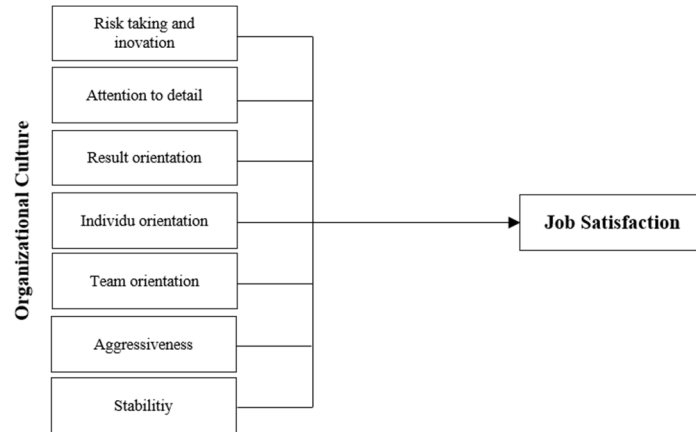 Organizational Culture
Risk taking and
inovation
Attention to detail
Result orientation
Individu orientation
Team orientation
Aggressiveness
Stabilitiy
Job Satisfaction